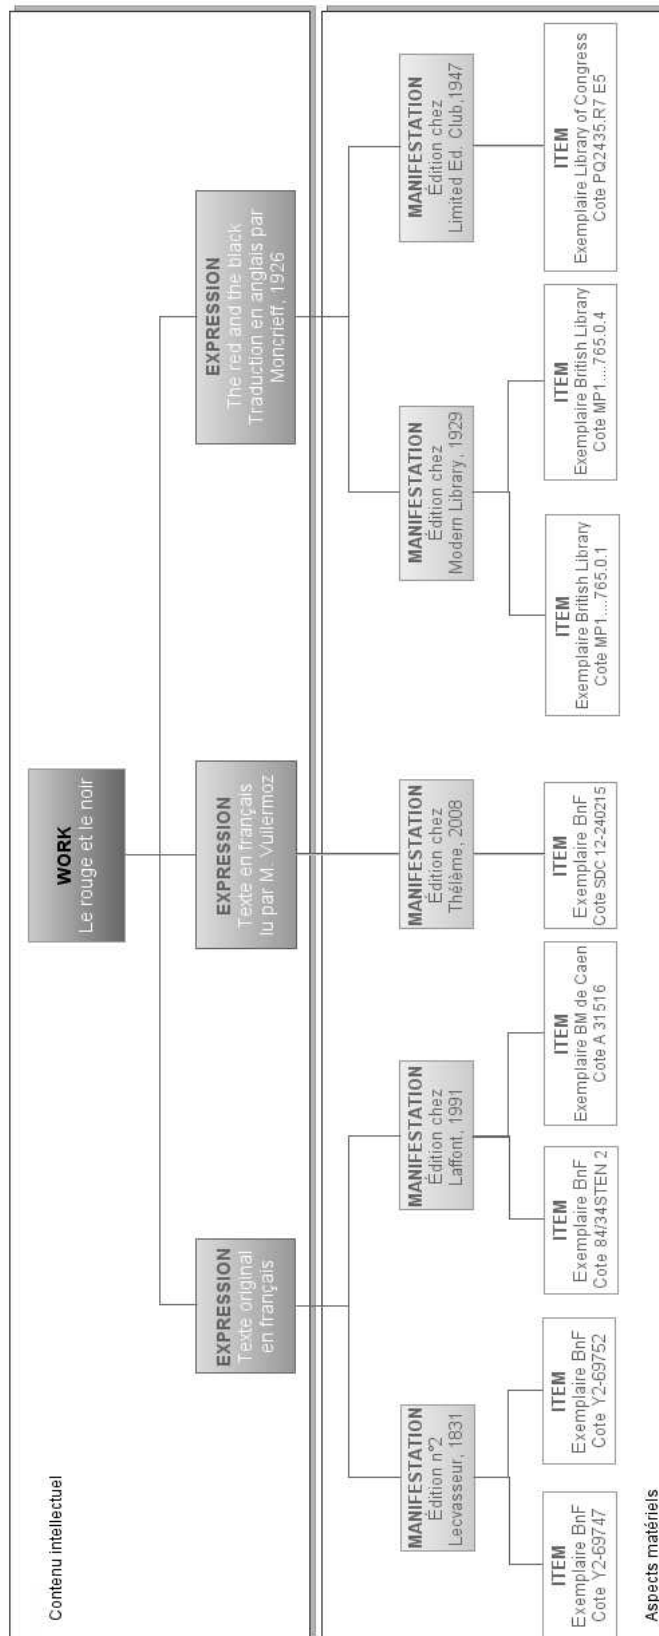 Contenu intellectuel
WORK
Le rouge et le noir
EXPRESSION
Texte original
en français
EXPRESSION
Texte en français
lu par M. Vuillermoz
EXPRESSION
The red and the black
Traduction en anglais par
Moncrieff, 1926
MANIFESTATION
Édition n°2
Lecvasseur, 1831
MANIFESTATION
Édition chez
Laffont, 1991
MANIFESTATION
Édition chez
Thélème, 2008
MANIFESTATION
Édition chez
Modern Library, 1929
MANIFESTATION
Édition chez
Limited Ed. Club,1947
ITEM
Exemplaire BnF
Cote Y2-69747
ITEM
Exemplaire BnF
Cote Y2-69752
ITEM
Exemplaire BnF
Cote 84/34STEN 2
ITEM
Exemplaire BM de Caen
Cote A 31516
ITEM
Exemplaire BnF
Cote SDC 12-240215
ITEM
Exemplaire British Library
Cote MP1....765.0.1
ITEM
Exemplaire British Library
Cote MP1....765.0.4
ITEM
Exemplaire Library of Congress
Cote PQ2435.R7 E5
Aspects matériels